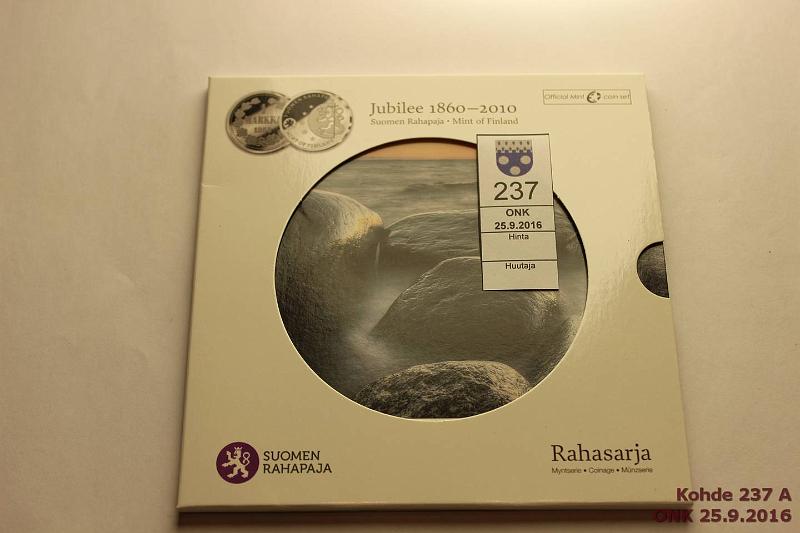 Jubilee 1860–2010
Suomen Rahapaja • Mint of Finland
Official Mint coin set
237
ONK
25.9.2016
Hinta
Huutaja
SUOMEN
RAHAPAJA
Rahasarja
Myntserie • Coinage • Münzserie
Kohde 237 A
ONK 25.9.2016